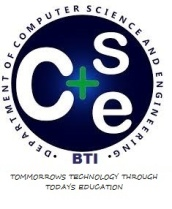 DEPARTMENT OF COMPUTER SCIENCE AND ENGINEERING
C+se
BTI
TOMMORROWS TECHNOLOGY THROUGH
TODAYS EDUCATION